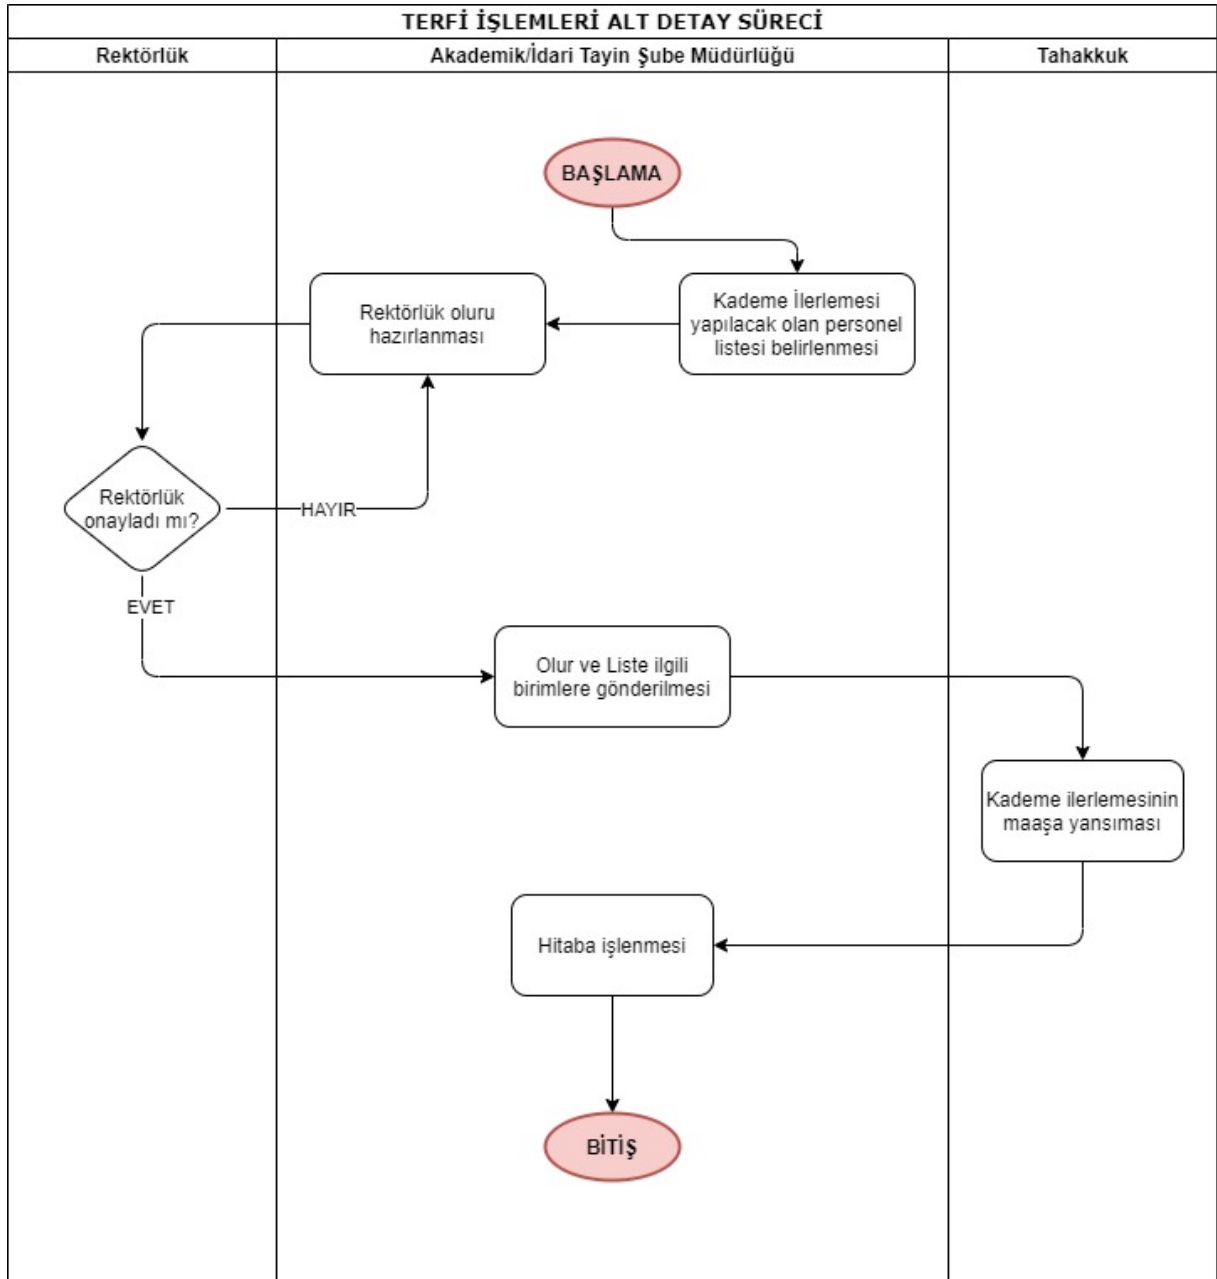 TERFİ İŞLEMLERİ ALT DETAY SÜRECİ
Rektörlük
Akademik/İdari Tayin Şube Müdürlüğü
Tahakkuk
BAŞLAMA
Kademe İlerlemesi
yapılacak olan personel
listesi belirlenmesi
Rektörlük oluru
hazırlanması
Rektörlük
onayladı mı?
HAYIR
EVET
Olur ve Liste ilgili
birimlere gönderilmesi
Kademe ilerlemesinin
maaşa yansıması
Hitaba işlenmesi
BİTİŞ